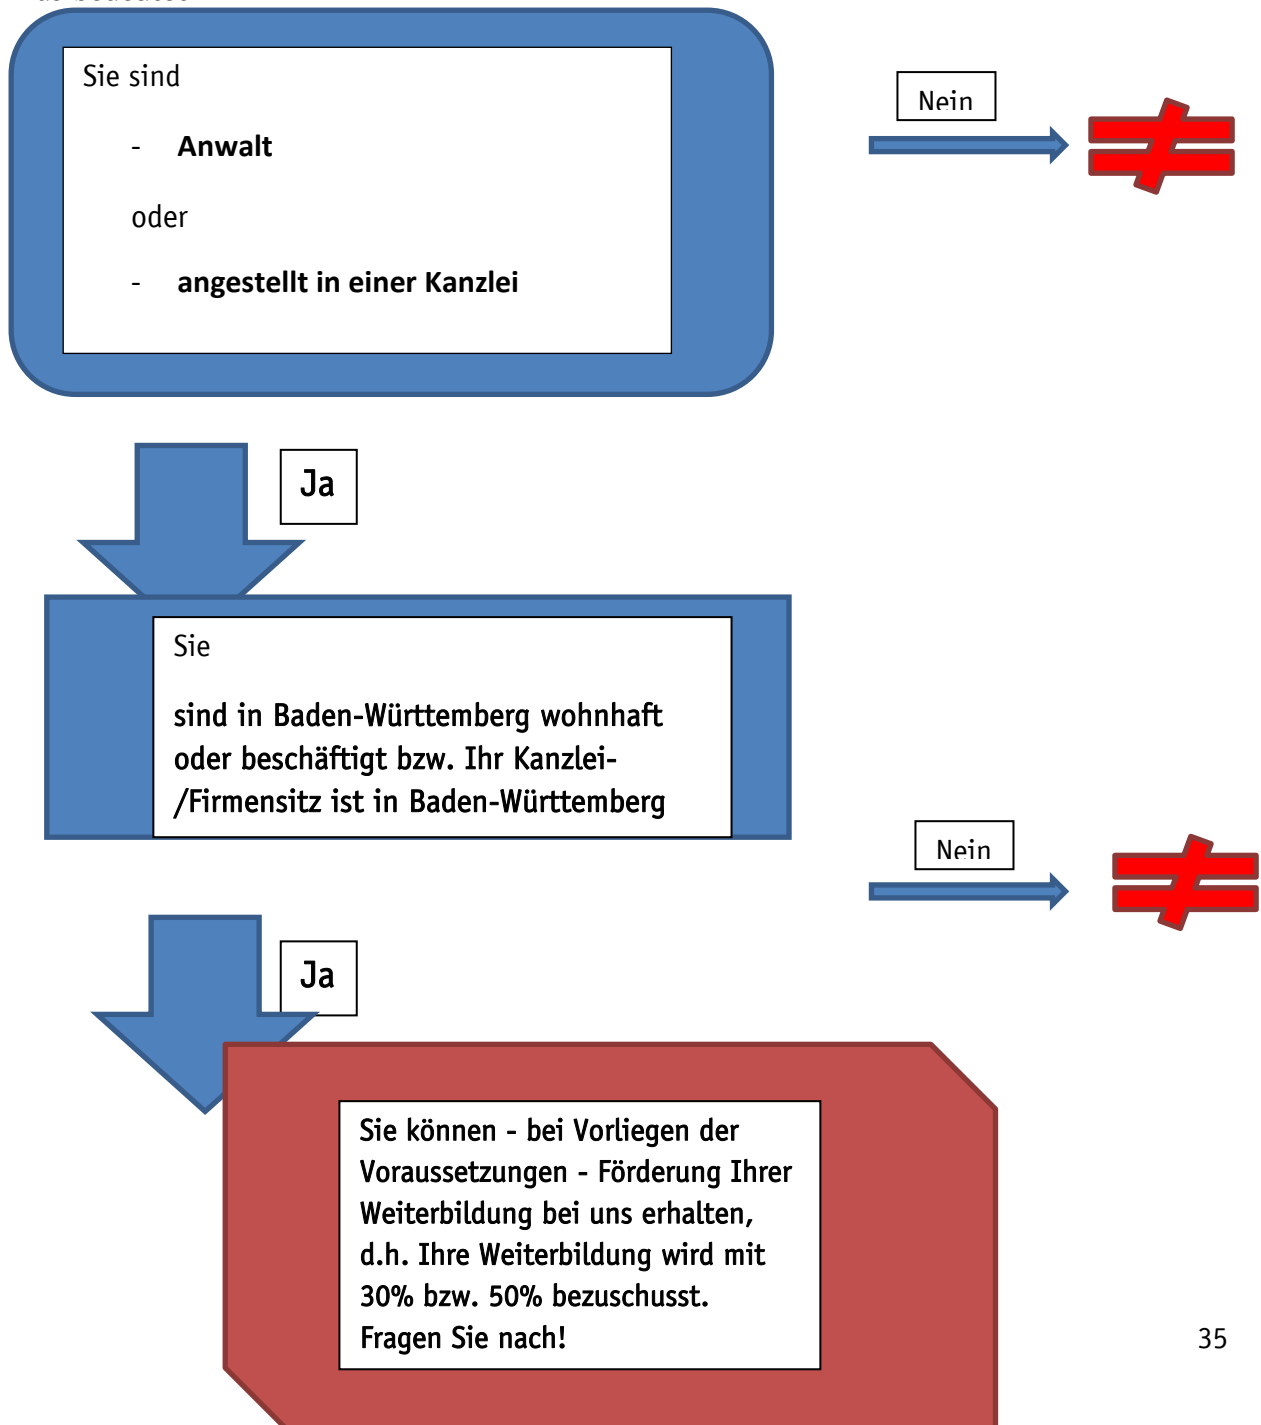 Sie sind
- Anwalt
oder
- angestellt in einer Kanzlei
Nein
Ja
Sie
sind in Baden-Württemberg wohnhaft
oder beschäftigt bzw. Ihr Kanzlei-
/Firmensitz ist in Baden-Württemberg
Nein
Ja
Sie können - bei Vorliegen der
Voraussetzungen - Förderung Ihrer
Weiterbildung bei uns erhalten,
d.h. Ihre Weiterbildung wird mit
30% bzw. 50% bezuschusst.
Fragen Sie nach!
35